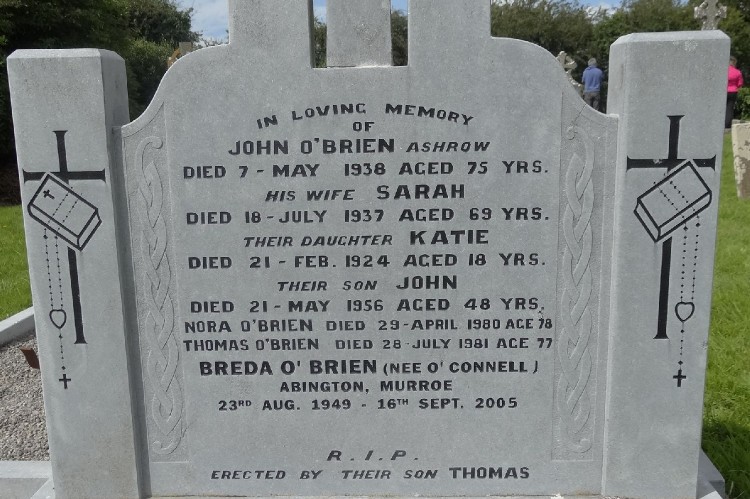 IN LOVING MEMORY
OF
JOHN O'BRIEN ASHROW
DIED 7 - MAY 1938 AGED 75 YRS.
HIS WIFE SARAH
DIED 18 - JULY 1937 AGED 69 YRS.
THEIR DAUGHTER KATIE
DIED 21 - FEB. 1924 AGED 18 YRS.
THEIR SON JOHN
DIED 21 - MAY 1956 AGED 48 YRS.
NORA O'BRIEN DIED 29 - APRIL 1980 AGE 78
THOMAS O'BRIEN DIED 28 - JULY 1981 AGE 77
BREDA O' BRIEN (NEE O' CONNELL)
ABINGTON, MURROE
23RD AUG. 1949 - 16TH SEPT. 2005
R.I.P.
ERECTED BY THEIR SON THOMAS